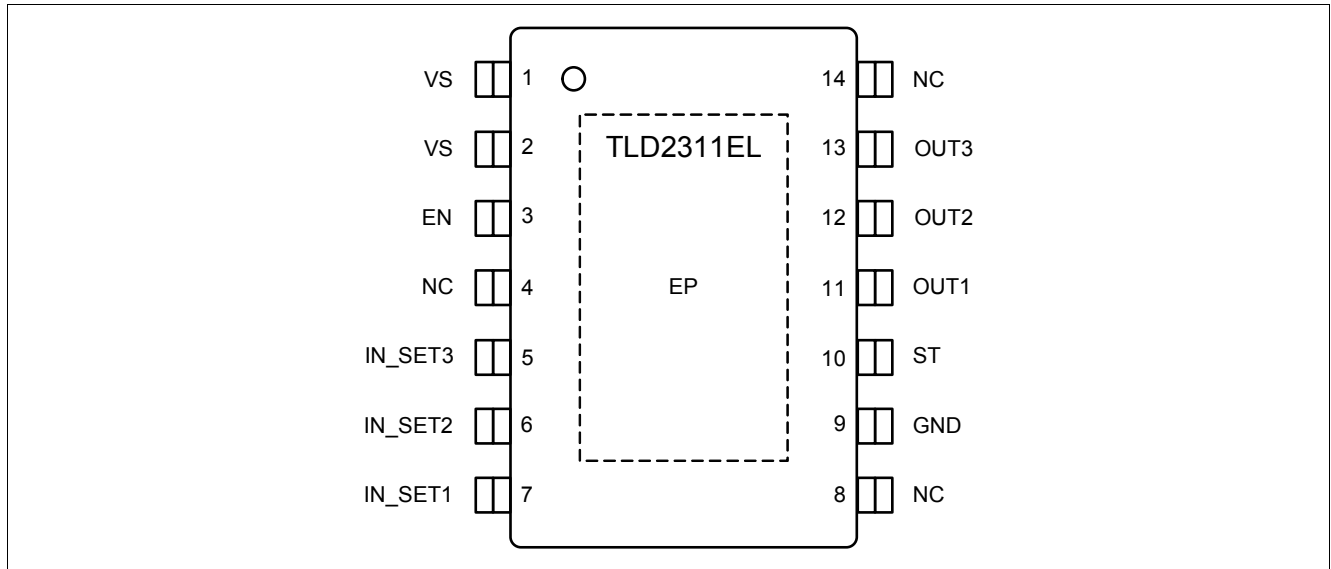 VS 1 14 NC
VS 2 TLD2311EL 13 OUT3
EN 3 12 OUT2
NC 4 EP 11 OUT1
IN_SET3 5 10 ST
IN_SET2 6 9 GND
IN_SET1 7 8 NC